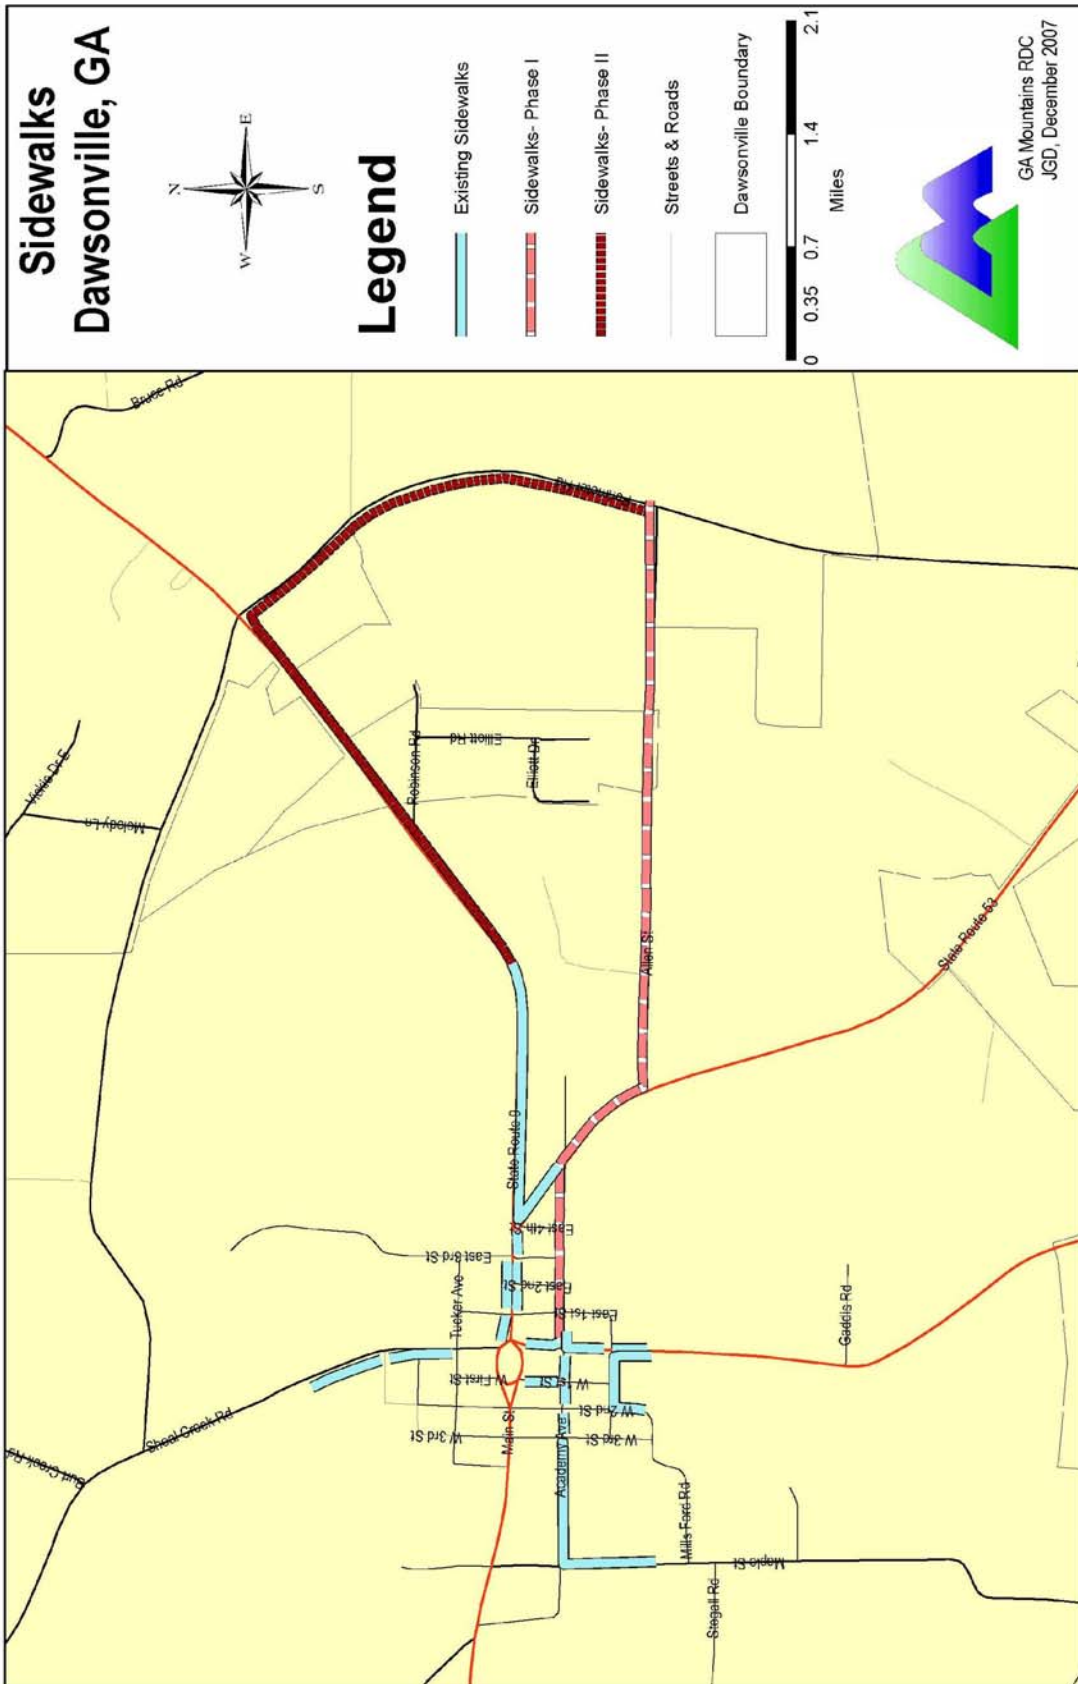 Sidewalks
Dawsonville, GA
N
W
E
S
Legend
Existing Sidewalks
Sidewalks- Phase I
Sidewalks- Phase II
Streets & Roads
Dawsonville Boundary
0 0.35 0.7 1.4 2.1
Miles
GA Mountains RDC
JGD, December 2007
Burt Creek Rd
Shoal Creek Rd
Vickie Dr E
Melody Ln
Bruce Rd
Robinson Rd
Elliott Rd
Elliott Dr
State Route 9
Allen St
State Route 53
Tucker Ave
East 3rd St
East 4th St
East 2nd St
East 1st St
W First St
W 1st St
W 2nd St
W 3rd St
W 3rd St
Main St
Academy Ave
Gaddis Rd
Mills Ford Rd
Maple St
Stegall Rd